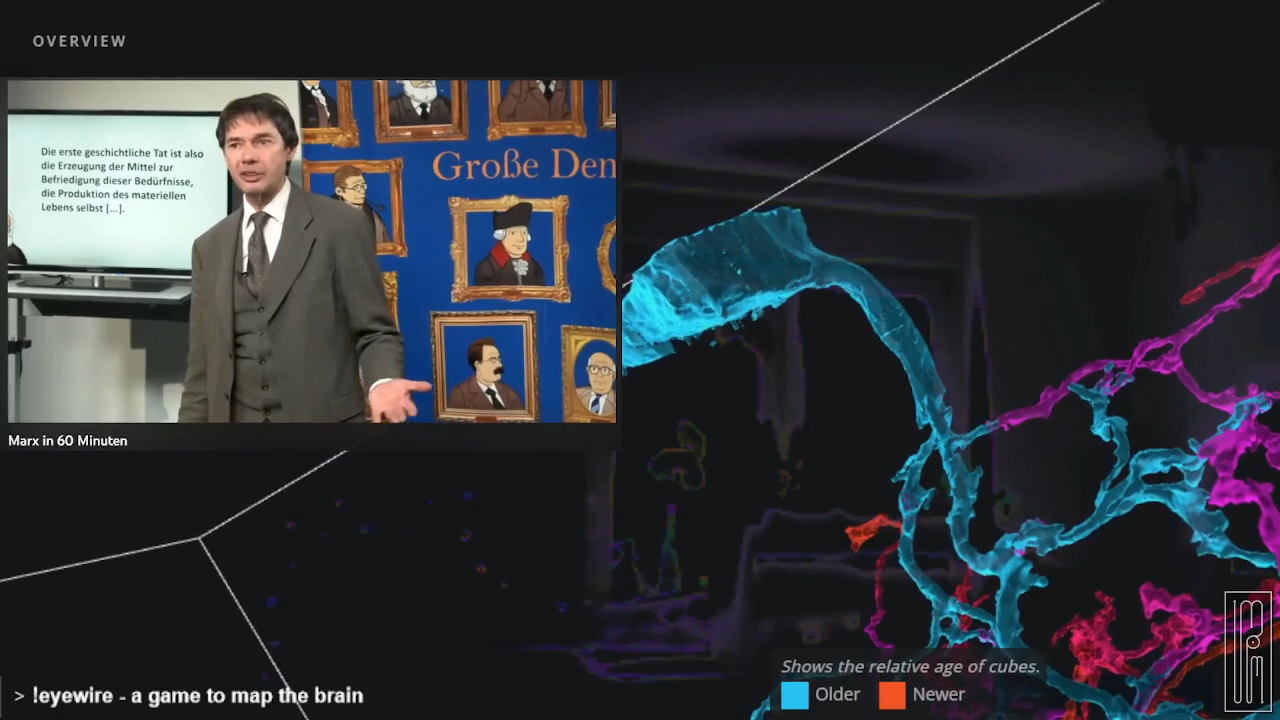 OVERVIEW
Die erste geschichtliche Tat ist also
die Erzeugung der Mittel zur
Befriedigung dieser Bedürfnisse,
die Produktion des materiellen
Lebens selbst [...].
Große Den
Marx in 60 Minuten
> !eyewire - a game to map the brain
Shows the relative age of cubes.
Older
Newer